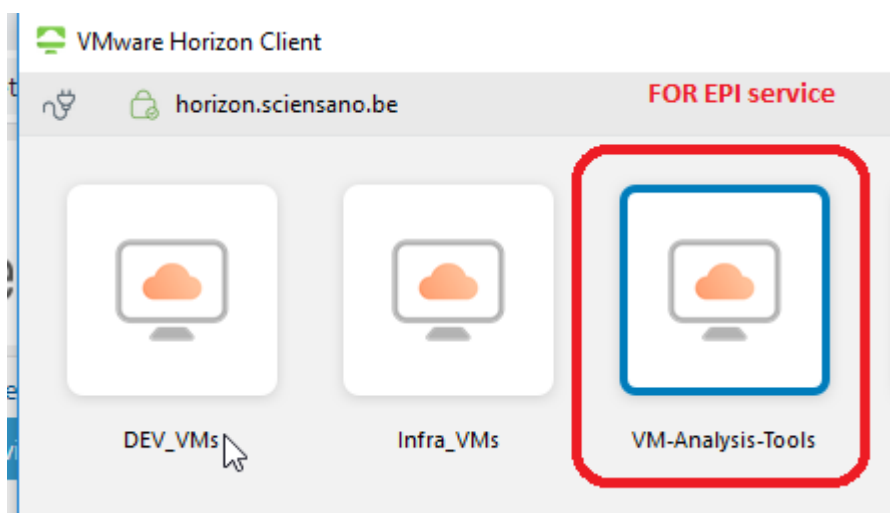 VMware Horizon Client
horizon.sciensano.be
FOR EPI service
DEV_VMs
Infra_VMs
VM-Analysis-Tools